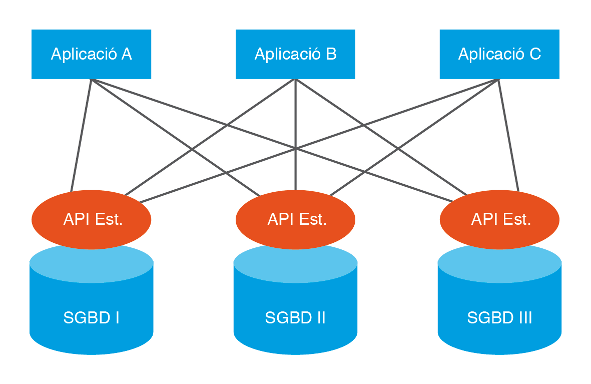 Aplicació A
Aplicació B
Aplicació C
API Est.
API Est.
API Est.
SGBD I
SGBD II
SGBD III